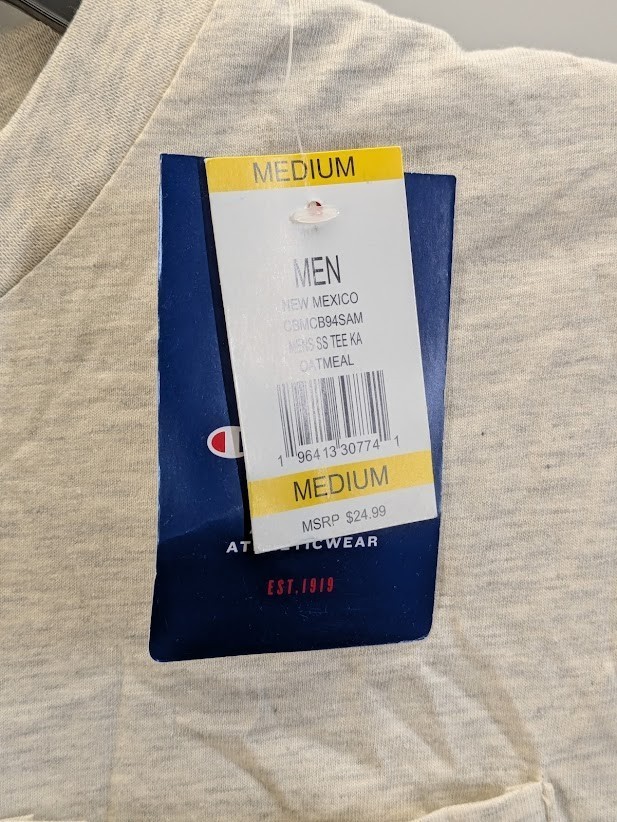 MEDIUM
MEN
NEW MEXICO
CSMCB94SAM
MENS SS TEE KA
OATMEAL
1 96413 30774 1
MEDIUM
MSRP $24.99
EST.1919